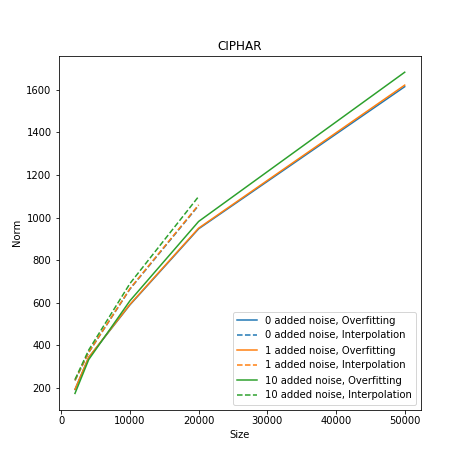 CIPHAR
Norm
1600
1400
1200
1000
800
600
400
200
0 added noise, Overfitting
0 added noise, Interpolation
1 added noise, Overfitting
1 added noise, Interpolation
10 added noise, Overfitting
10 added noise, Interpolation
0 10000 20000 30000 40000 50000
Size